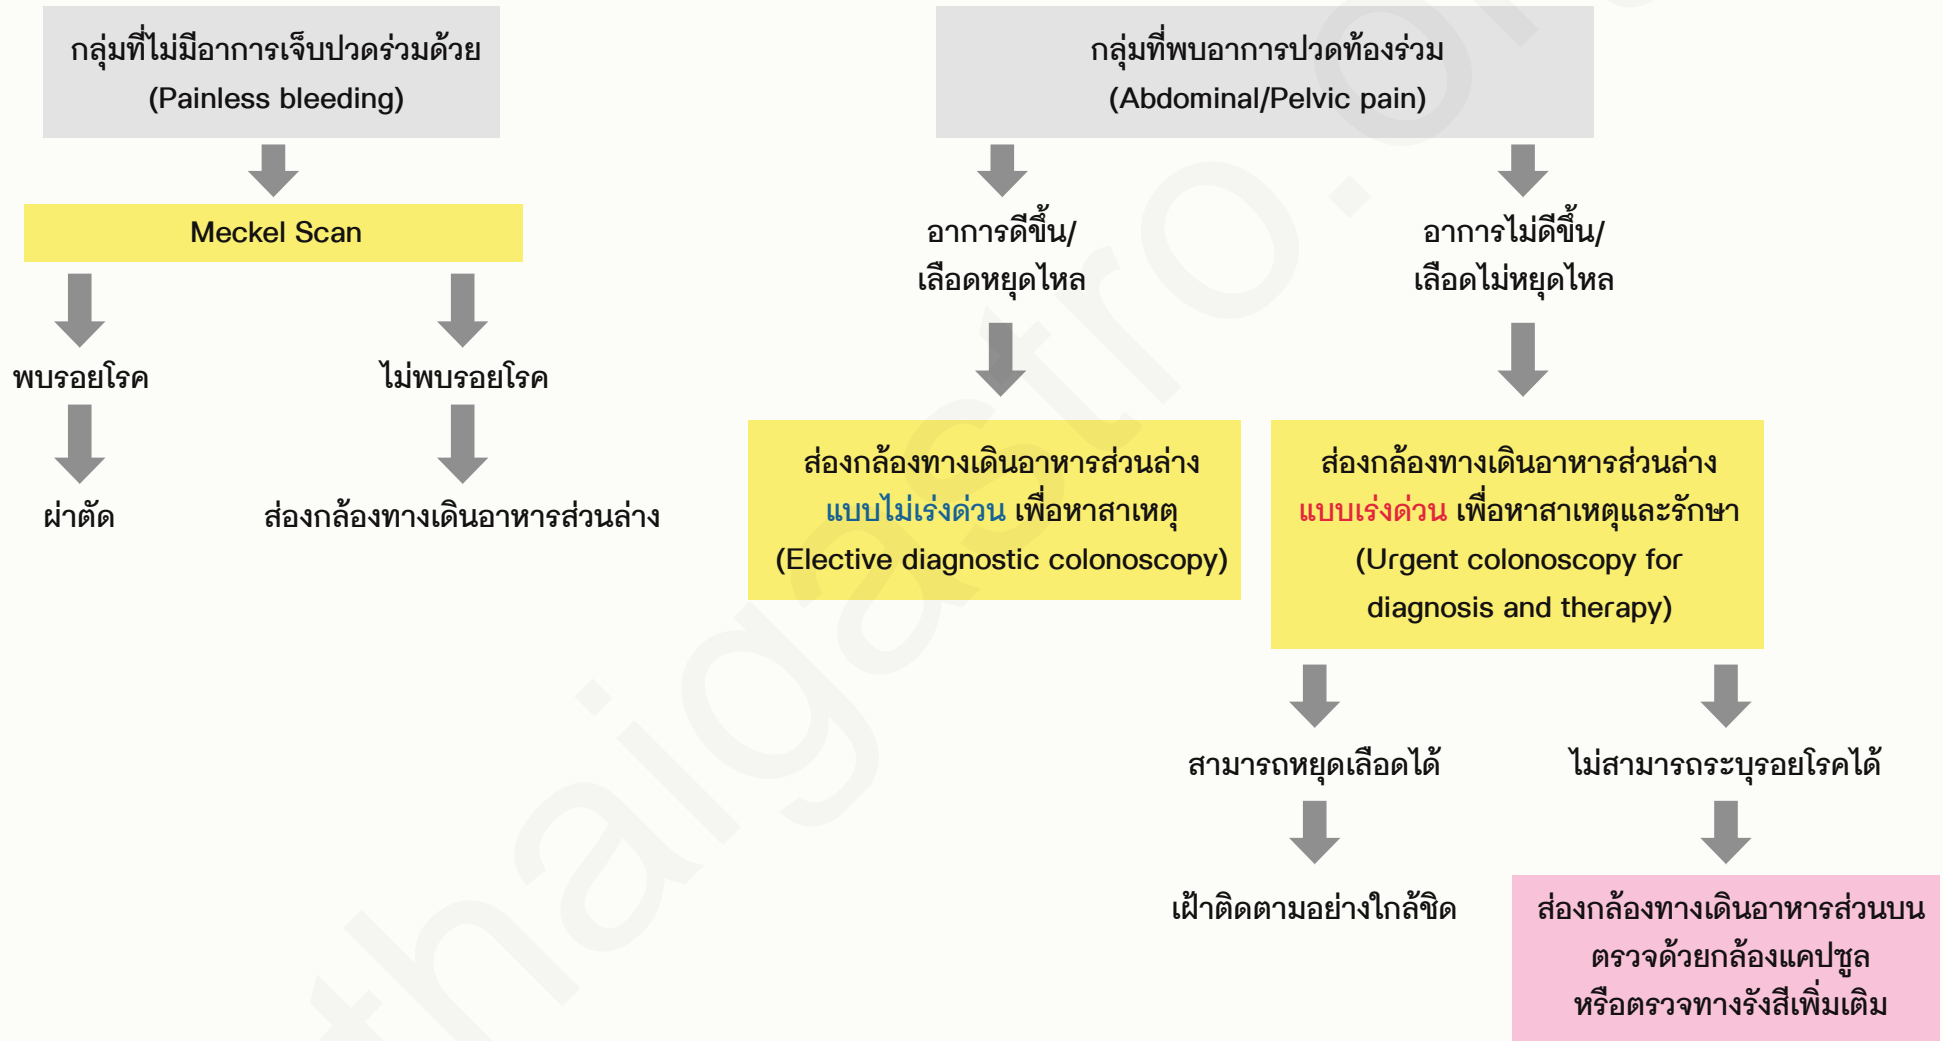 กลุ่มที่ไม่มีอาการเจ็บปวดร่วมด้วย
(Painless bleeding)
Meckel Scan
พบรอยโรค
ไม่พบรอยโรค
ผ่าตัด
ส่องกล้องทางเดินอาหารส่วนล่าง
กลุ่มที่พบอาการปวดท้องร่วม
(Abdominal/Pelvic pain)
อาการดีขึ้น/
เลือดหยุดไหล
อาการไม่ดีขึ้น/
เลือดไม่หยุดไหล
ส่องกล้องทางเดินอาหารส่วนล่าง
แบบไม่เร่งด่วน เพื่อหาสาเหตุ
(Elective diagnostic colonoscopy)
ส่องกล้องทางเดินอาหารส่วนล่าง
แบบเร่งด่วน เพื่อหาสาเหตุและรักษา
(Urgent colonoscopy for
diagnosis and therapy)
สามารถหยุดเลือดได้
ไม่สามารถระบุรอยโรคได้
เฝ้าติดตามอย่างใกล้ชิด
ส่องกล้องทางเดินอาหารส่วนบน
ตรวจด้วยกล้องแคปซูล
หรือตรวจทางรังสีเพิ่มเติม
thaigastro.or